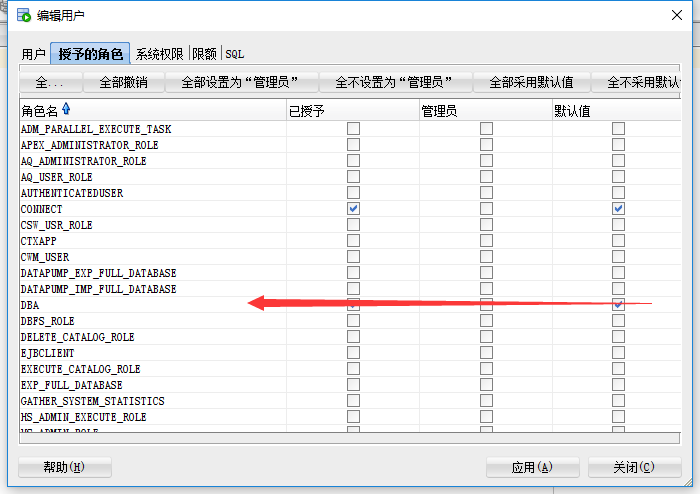 编辑用户
用户 授予的角色 系统权限 限额 SQL
全... 全部撤销 全部设置为“管理员” 全不设置为“管理员” 全部采用默认值 全不采用默认
角色名 已授予 管理员 默认值
ADM_PARALLEL_EXECUTE_TASK
APEX_ADMINISTRATOR_ROLE
AQ_ADMINISTRATOR_ROLE
AQ_USER_ROLE
AUTHENTICATEDUSER
CONNECT
CSW_USR_ROLE
CTXAPP
CWM_USER
DATAPUMP_EXP_FULL_DATABASE
DATAPUMP_IMP_FULL_DATABASE
DBA
DBFS_ROLE
DELETE_CATALOG_ROLE
EJBCLIENT
EXECUTE_CATALOG_ROLE
EXP_FULL_DATABASE
GATHER_SYSTEM_STATISTICS
HS_ADMIN_EXECUTE_ROLE
HS_ADMIN_ROLE
帮助(H) 应用(A) 关闭(C)